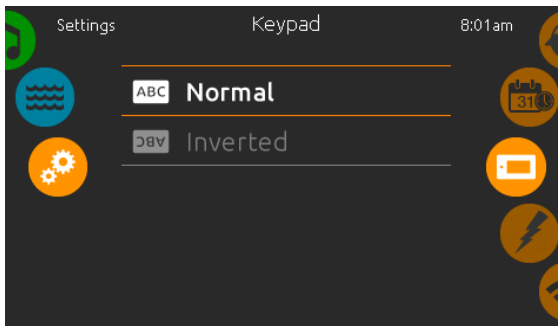 Settings
Keypad
8:01am
ABC
Normal
ABC
Inverted
31